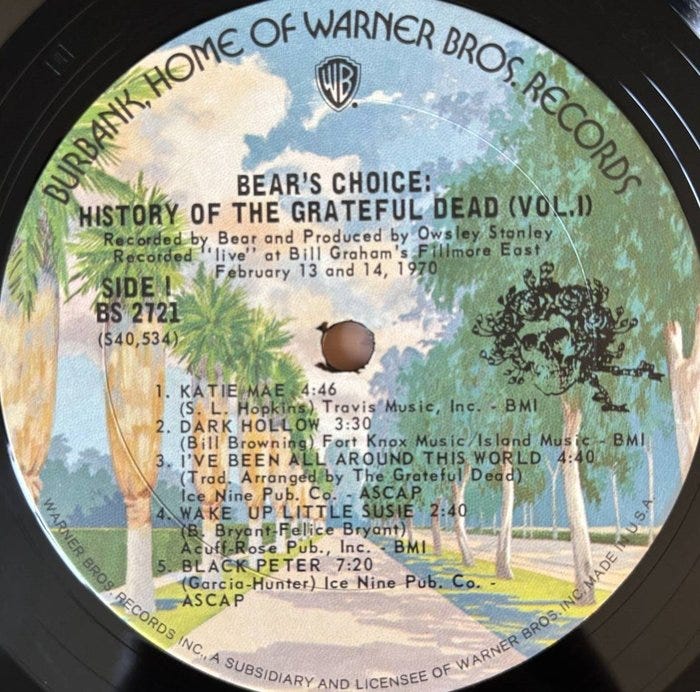 BURBANK, HOME OF WARNER BROS. RECORDS
WB
BEAR'S CHOICE:
HISTORY OF THE GRATEFUL DEAD (VOL.I)
Recorded by Bear and Produced by Owsley Stanley
Recorded "live" at Bill Graham's Fillmore East
February 13 and 14, 1970
SIDE I
BS 2721
(S40,534)
1. KATIE MAE 4:46
(S. L. Hopkins) Travis Music, Inc. - BMI
2. DARK HOLLOW 3:30
(Bill Browning) Fort Knox Music/Island Music - BMI
3. I'VE BEEN ALL AROUND THIS WORLD 4:40
(Trad. Arranged by The Grateful Dead)
Ice Nine Pub. Co. - ASCAP
4. WAKE UP LITTLE SUSIE 2:40
(B. Bryant-Felice Bryant)
Acuff-Rose Pub., Inc. - BMI
5. BLACK PETER 7:20
(Garcia-Hunter) Ice Nine Pub. Co. -
ASCAP
WARNER BROS. RECORDS INC., A SUBSIDIARY AND LICENSEE OF WARNER BROS. INC. MADE IN U.S.A.